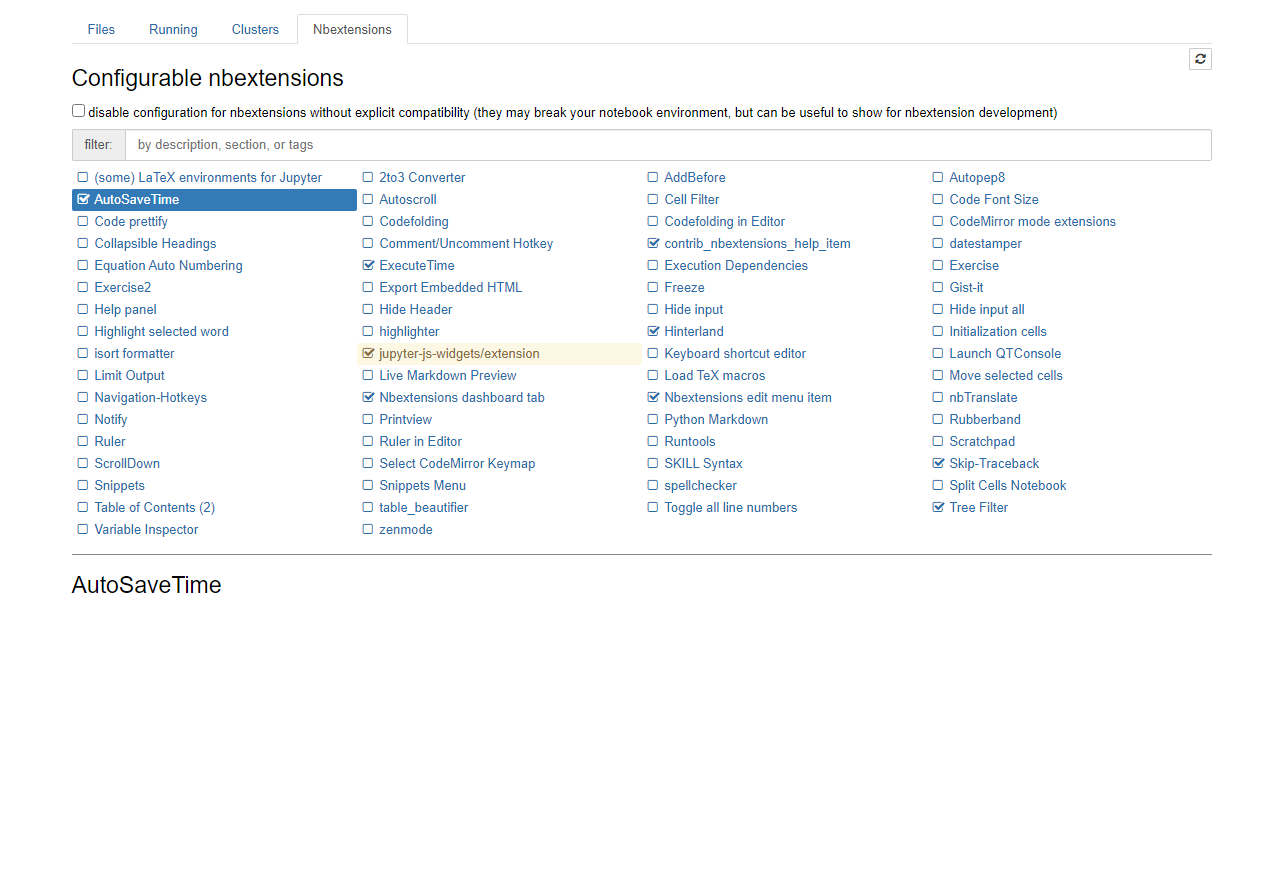 Files Running Clusters Nbextensions
Configurable nbextensions
disable configuration for nbextensions without explicit compatibility (they may break your notebook environment, but can be useful to show for nbextension development)
filter: by description, section, or tags
(some) LaTeX environments for Jupyter 2to3 Converter AddBefore Autopep8
AutoSaveTime Autoscroll Cell Filter Code Font Size
Code prettify Codefolding Codefolding in Editor CodeMirror mode extensions
Collapsible Headings Comment/Uncomment Hotkey contrib_nbextensions_help_item datestamper
Equation Auto Numbering ExecuteTime Execution Dependencies Exercise
Exercise2 Export Embedded HTML Freeze Gist-it
Help panel Hide Header Hide input Hide input all
Highlight selected word highlighter Hinterland Initialization cells
isort formatter jupyter-js-widgets/extension Keyboard shortcut editor Launch QTConsole
Limit Output Live Markdown Preview Load TeX macros Move selected cells
Navigation-Hotkeys Nbextensions dashboard tab Nbextensions edit menu item nbTranslate
Notify Printview Python Markdown Rubberband
Ruler Ruler in Editor Runtools Scratchpad
ScrollDown Select CodeMirror Keymap SKILL Syntax Skip-Traceback
Snippets Snippets Menu spellchecker Split Cells Notebook
Table of Contents (2) table_beautifier Toggle all line numbers Tree Filter
Variable Inspector zenmode
AutoSaveTime